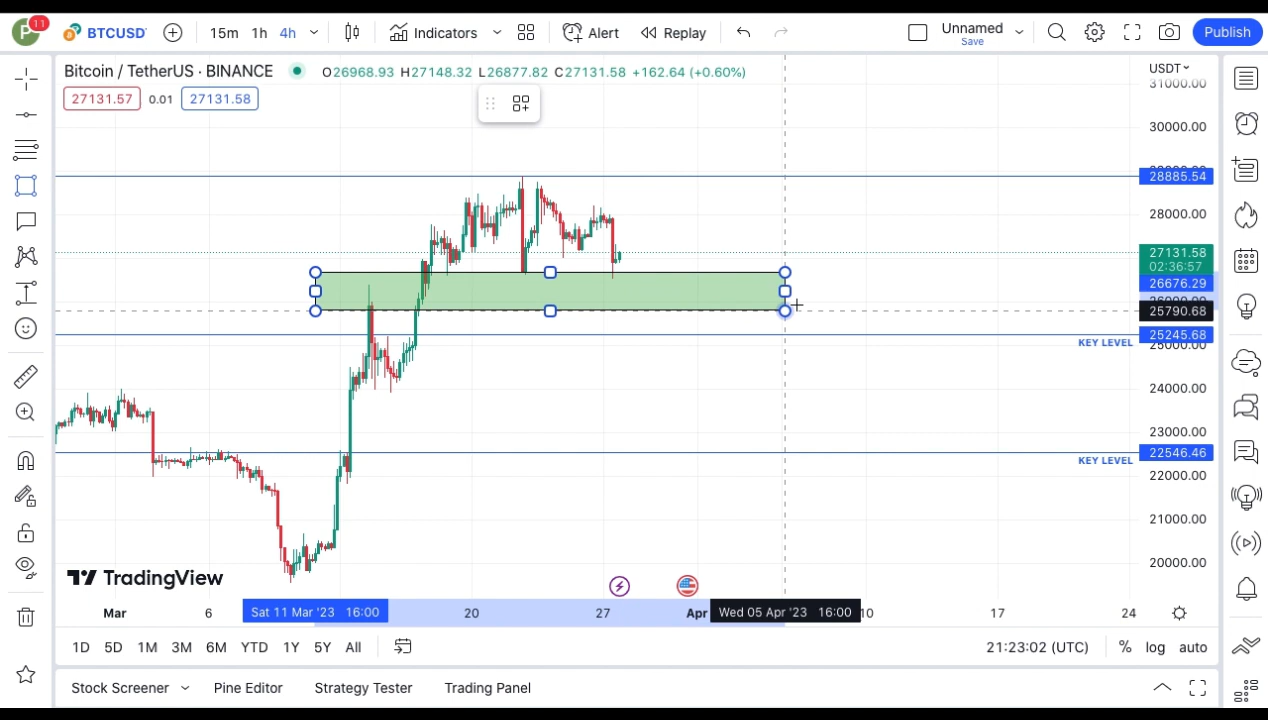 P 11 BTCUSD 15m 1h 4h Indicators Alert Replay Unnamed Save Publish
Bitcoin / TetherUS · BINANCE O26968.93 H27148.32 L26877.82 C27131.58 +162.64 (+0.60%) USDT
27131.57 0.01 27131.58
31000.00
30000.00
28885.54
28000.00
27131.58
02:36:57
26676.29
25790.68
25245.68
KEY LEVEL
25000.00
24000.00
23000.00
22546.46
KEY LEVEL
22000.00
21000.00
20000.00
TradingView
Mar 6 Sat 11 Mar '23 16:00 20 27 Apr Wed 05 Apr '23 16:00 10 17 24
1D 5D 1M 3M 6M YTD 1Y 5Y All 21:23:02 (UTC) % log auto
Stock Screener Pine Editor Strategy Tester Trading Panel